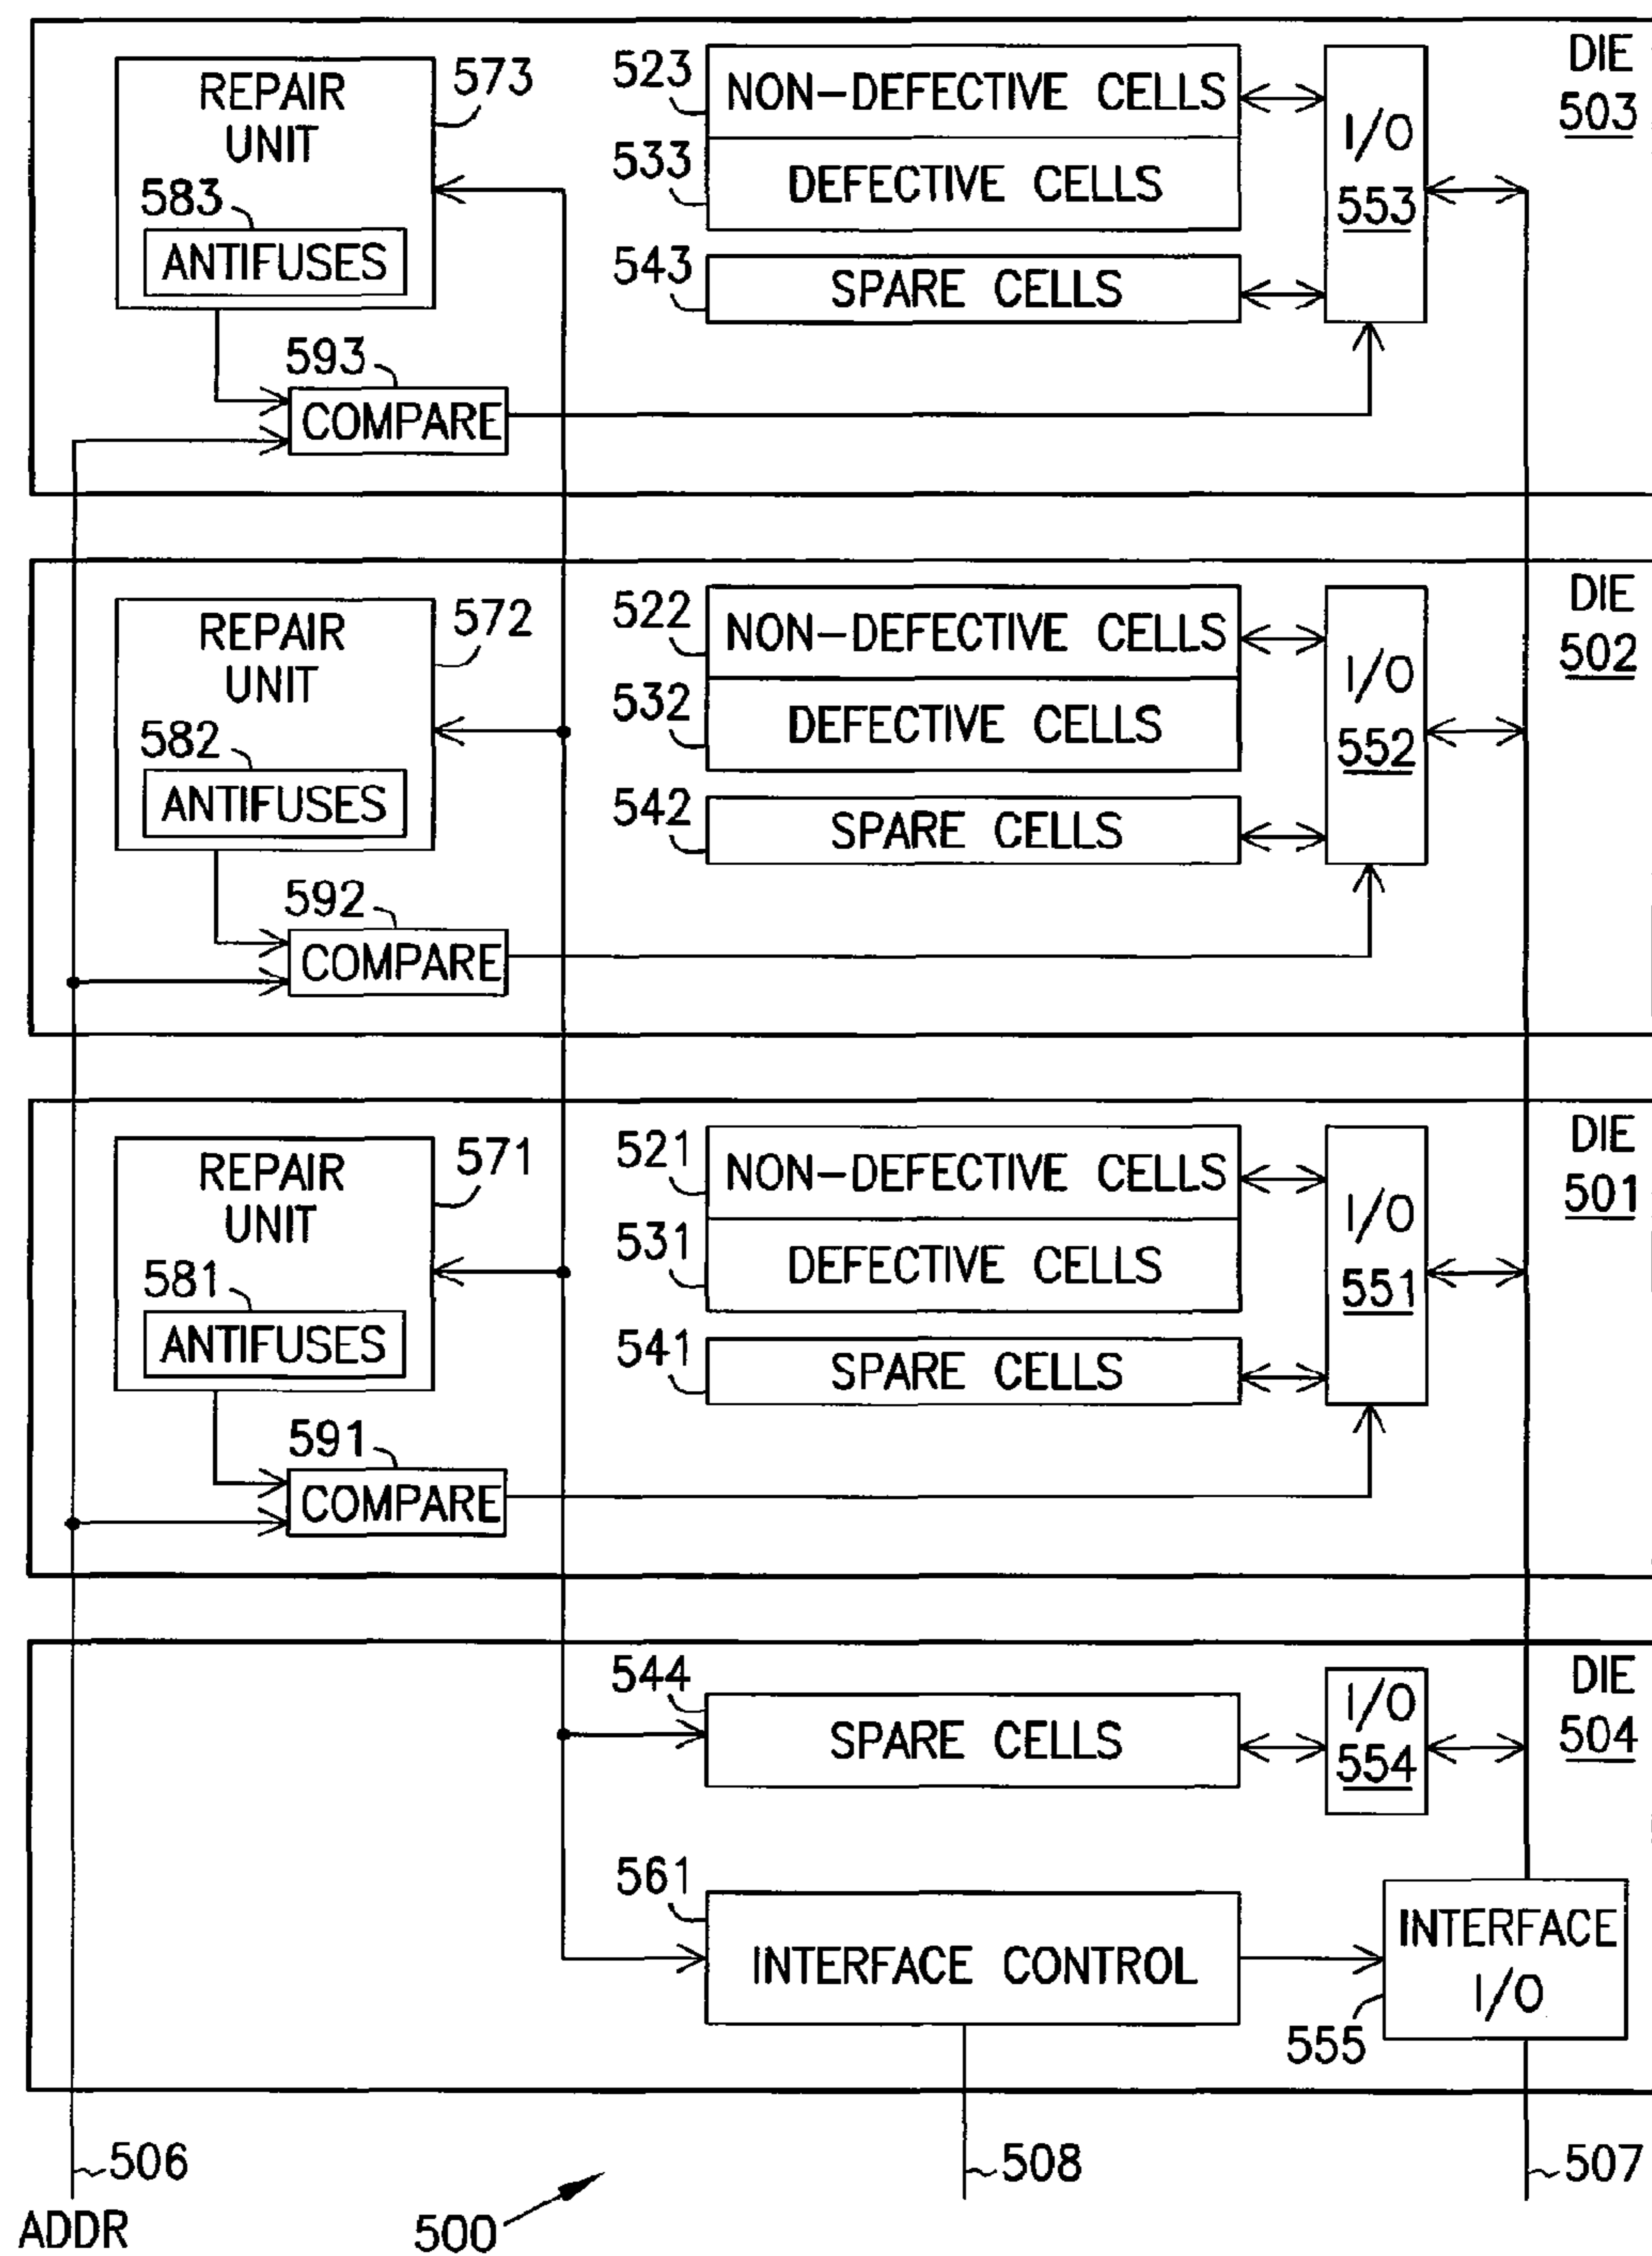 DIE
503
REPAIR
UNIT
573
583
ANTIFUSES
593
COMPARE
523
NON-DEFECTIVE CELLS
533
DEFECTIVE CELLS
543
SPARE CELLS
I/O
553
DIE
502
REPAIR
UNIT
572
582
ANTIFUSES
592
COMPARE
522
NON-DEFECTIVE CELLS
532
DEFECTIVE CELLS
542
SPARE CELLS
I/O
552
DIE
501
REPAIR
UNIT
571
581
ANTIFUSES
591
COMPARE
521
NON-DEFECTIVE CELLS
531
DEFECTIVE CELLS
541
SPARE CELLS
I/O
551
DIE
504
544
SPARE CELLS
I/O
554
561
INTERFACE CONTROL
INTERFACE
I/O
555
506
ADDR
500
508
507